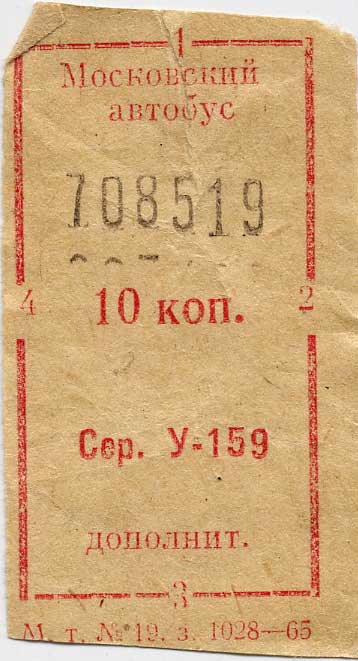 1
Московский
автобус
708519
4 10 коп. 2
Сер. У-159
дополнит.
3
М. т. № 19. з. 1028—65